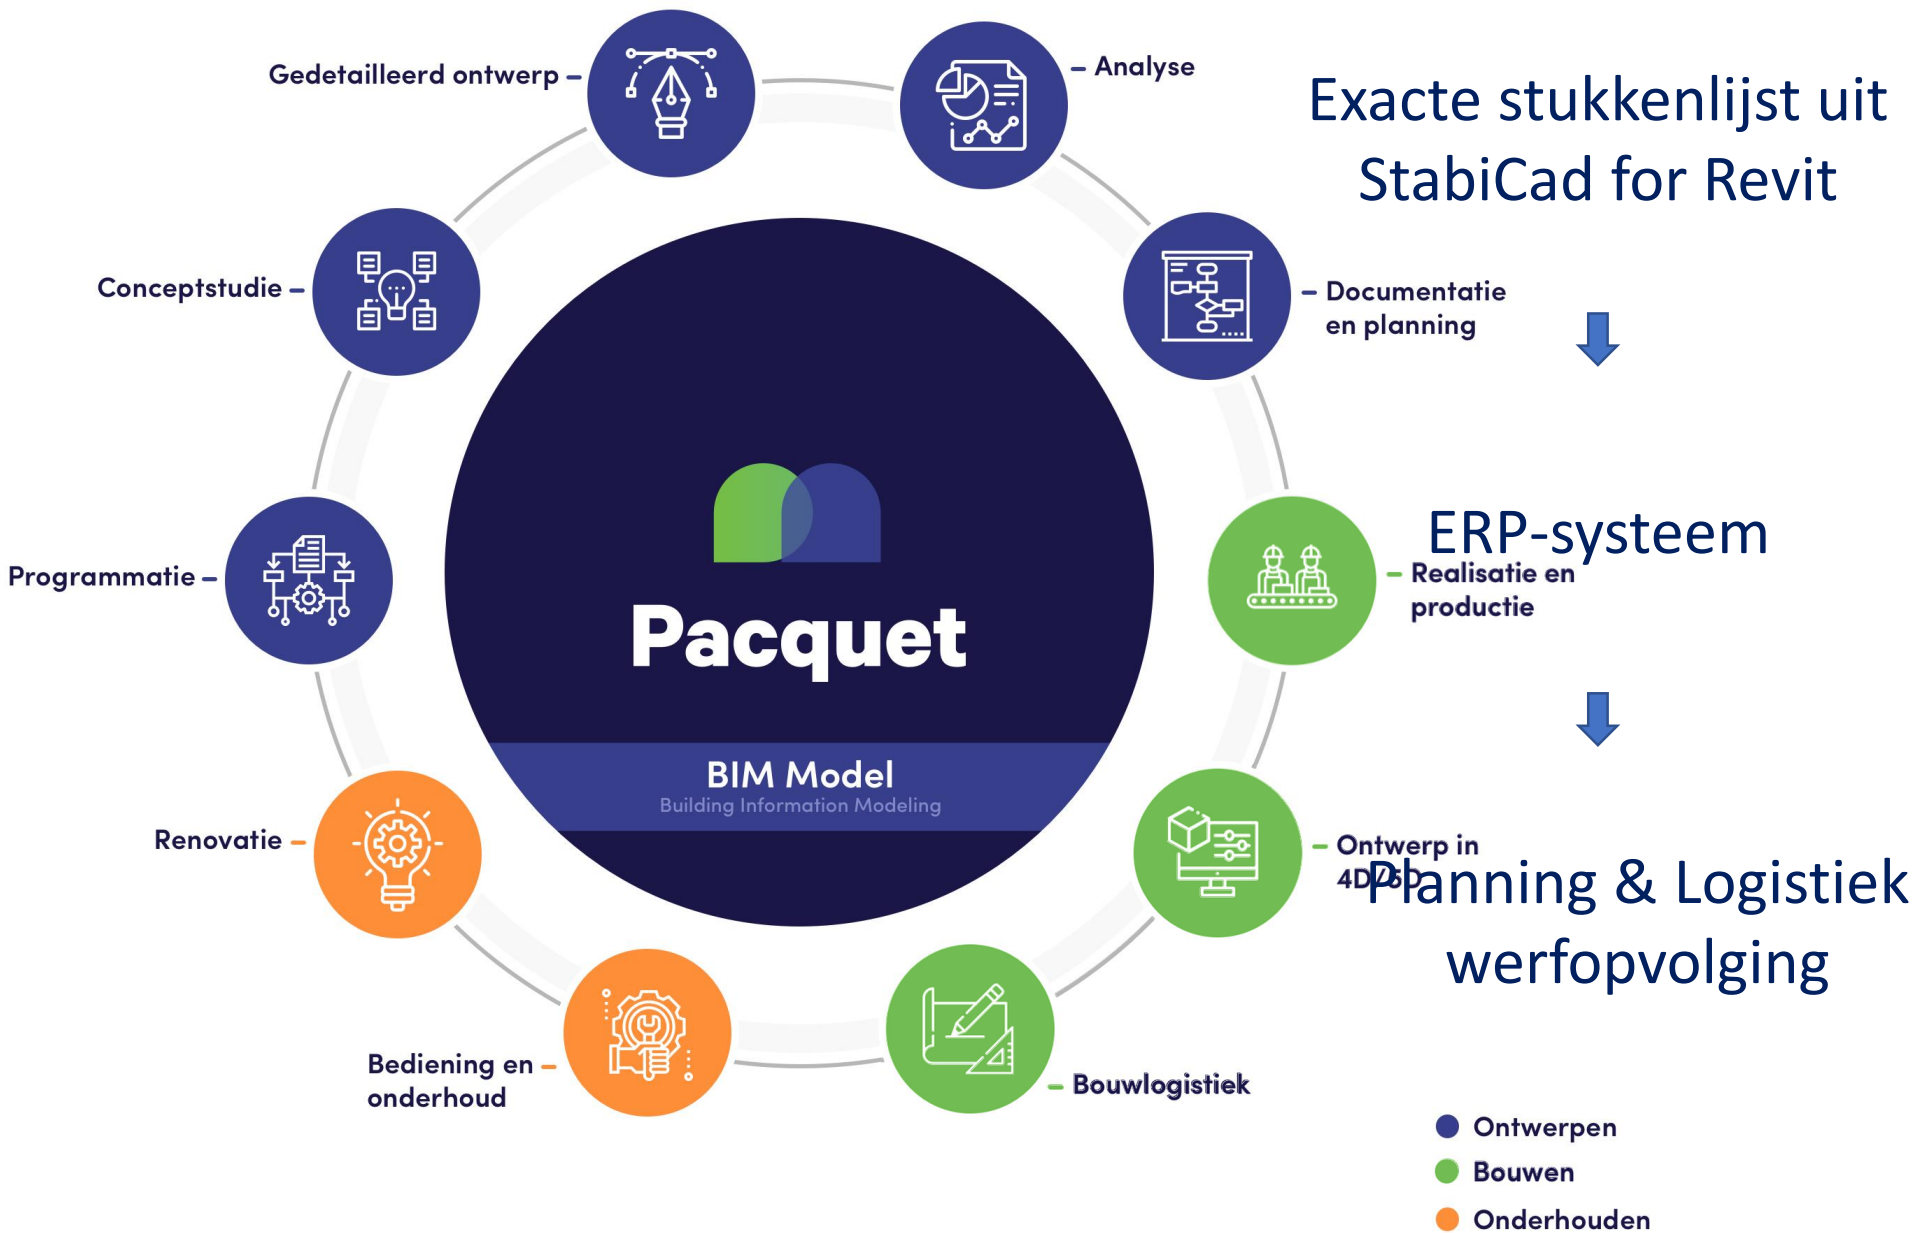 Gedetailleerd ontwerp
Analyse
Exacte stukkenlijst uit
StabiCad for Revit
Conceptstudie
Documentatie
en planning
ERP-systeem
Programmatie
Realisatie en
productie
Pacquet
BIM Model
Building Information Modeling
Renovatie
Ontwerp in
4D/5D
Planning & Logistiek
werfopvolging
Bediening en
onderhoud
Bouwlogistiek
Ontwerpen
Bouwen
Onderhouden